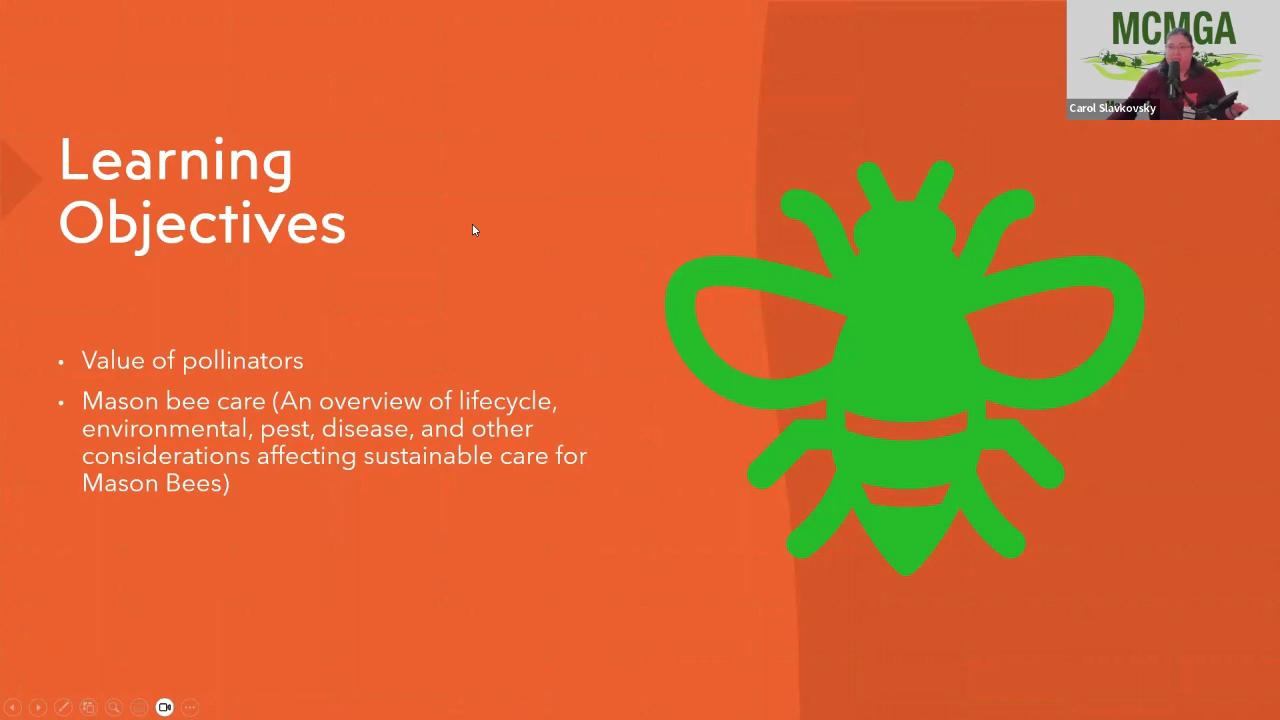 MCMGA
Carol Slavkovsky
Learning
Objectives
• Value of pollinators
• Mason bee care (An overview of lifecycle,
environmental, pest, disease, and other
considerations affecting sustainable care for
Mason Bees)